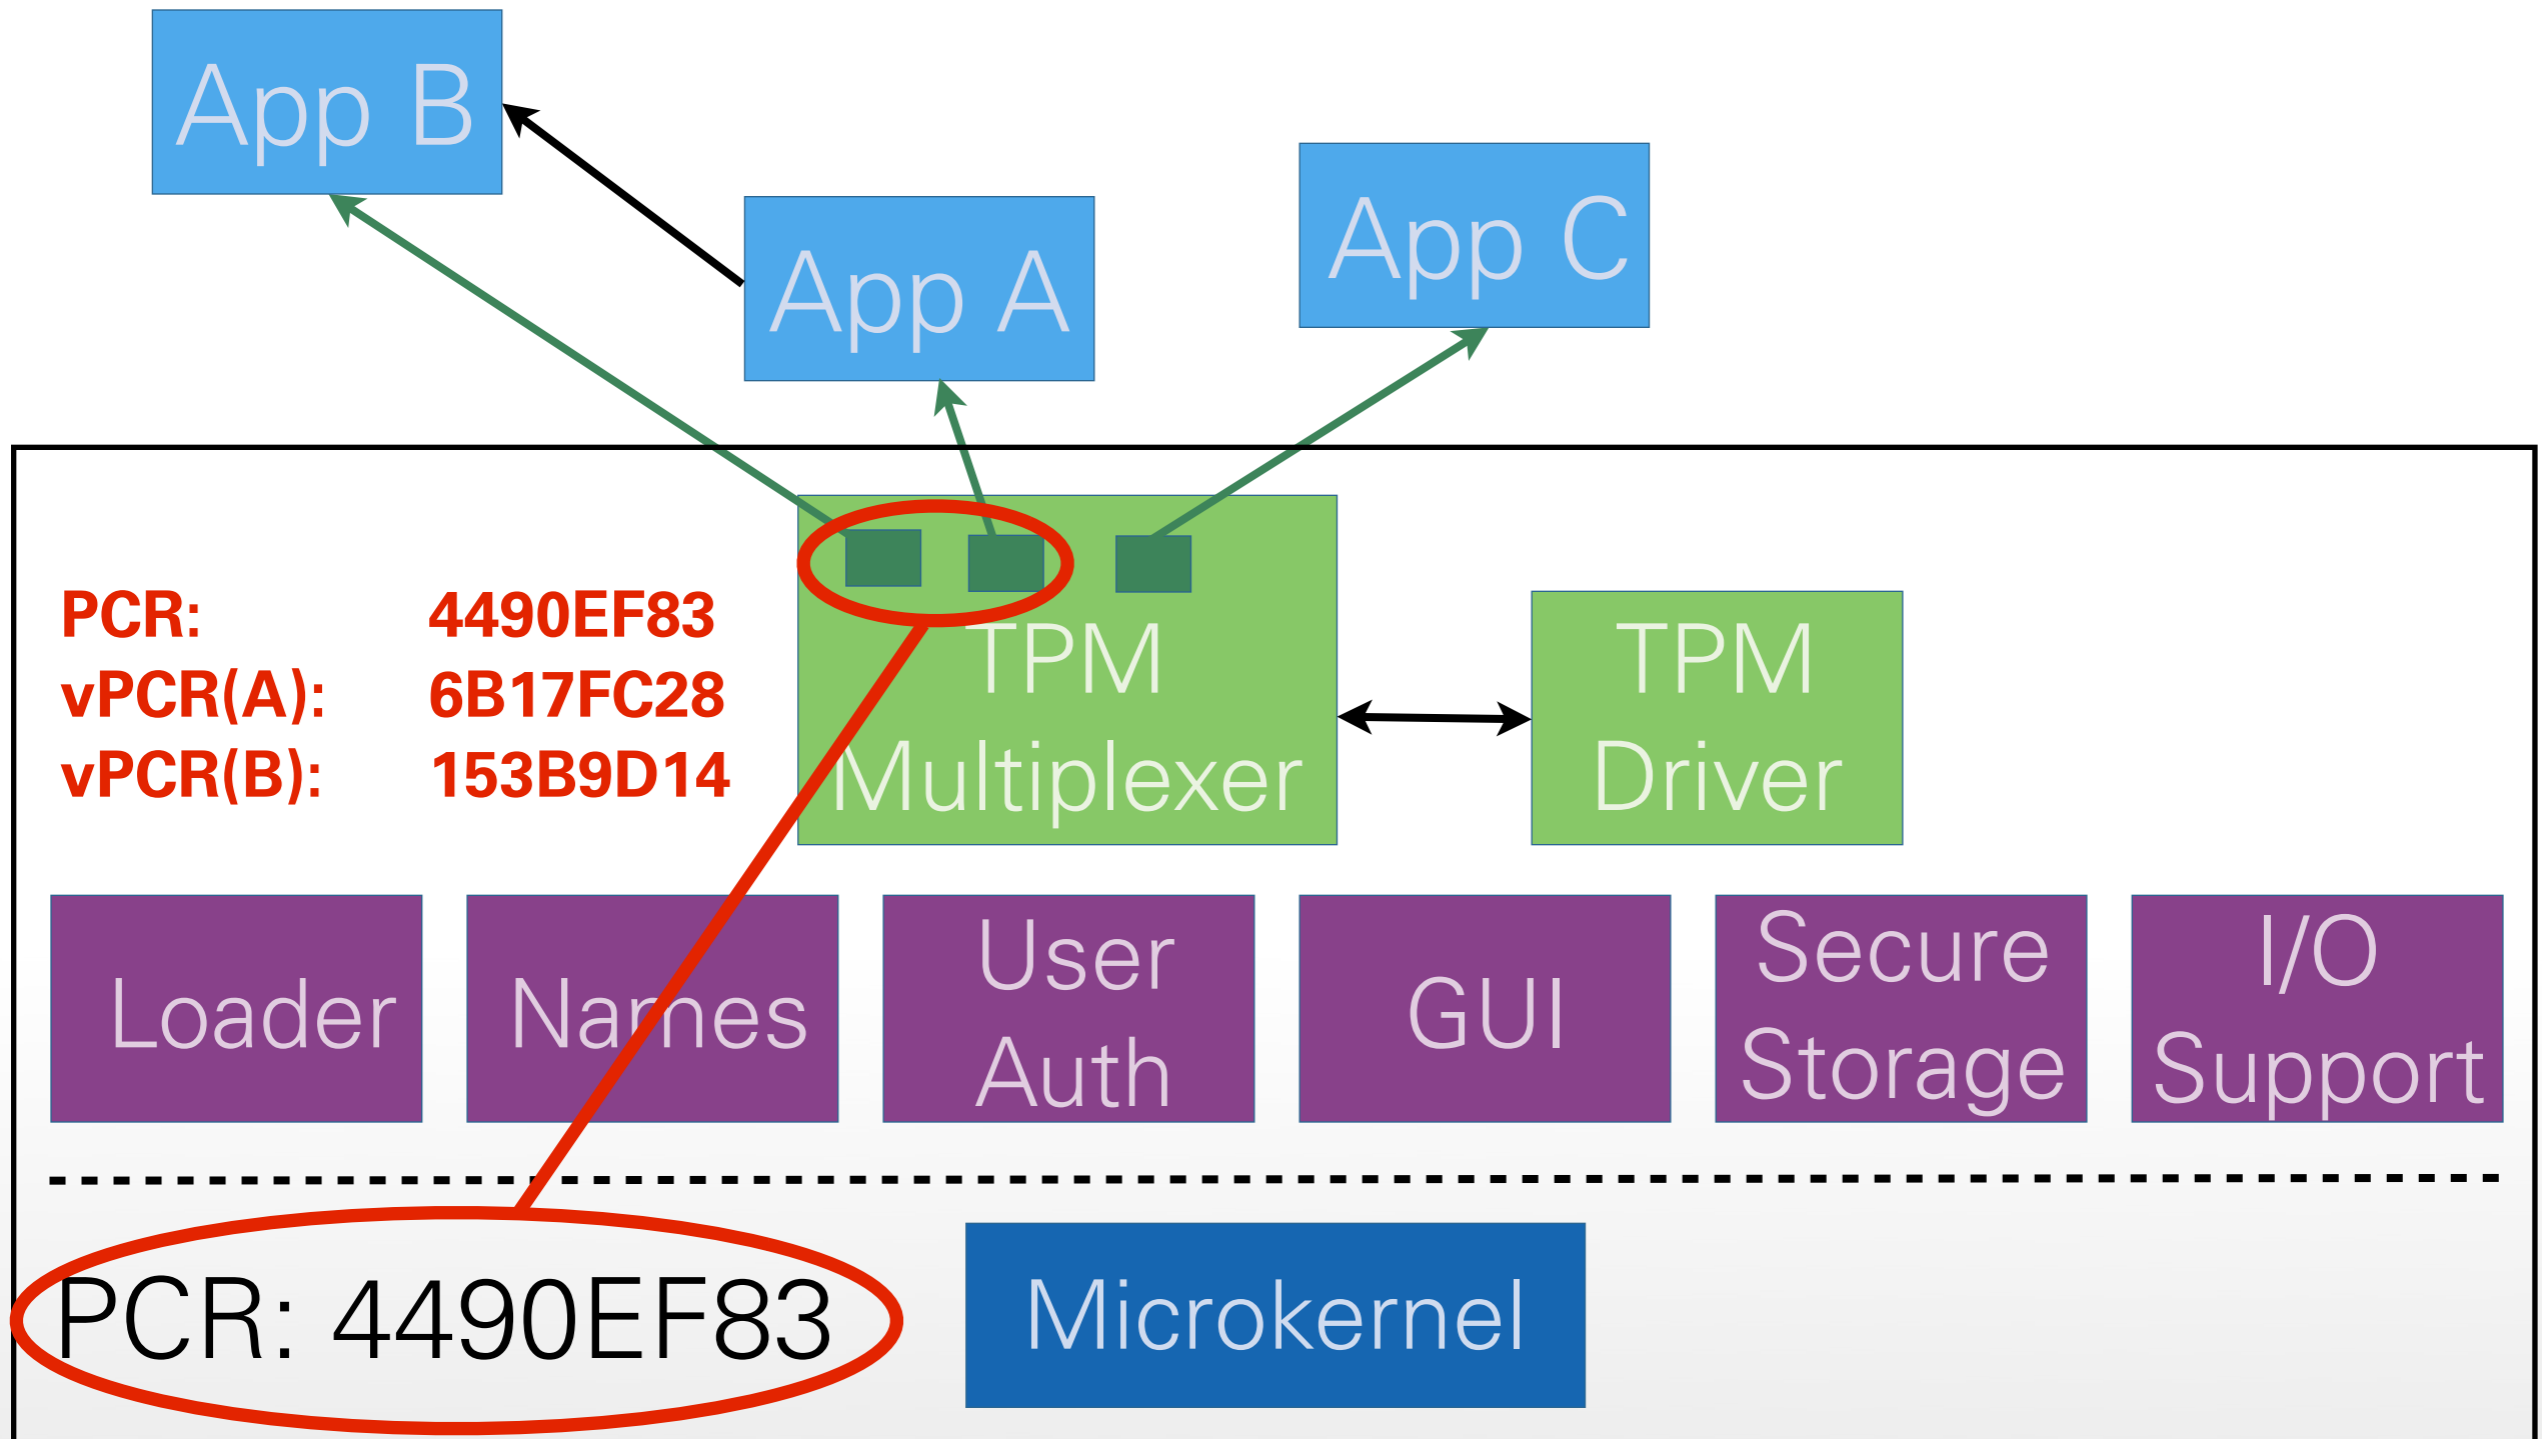 App B
App A
App C
PCR: 4490EF83
vPCR(A): 6B17FC28
vPCR(B): 153B9D14
TPM
Multiplexer
TPM
Driver
Loader
Names
User
Auth
GUI
Secure
Storage
I/O
Support
PCR: 4490EF83
Microkernel